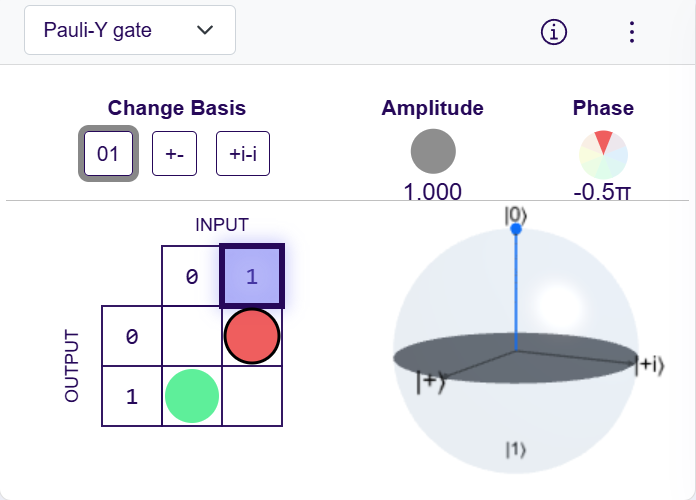 Pauli-Y gate
Change Basis
Amplitude
Phase
01
+-
+i-i
1.000
-0.5π
INPUT
0 1
OUTPUT
0
1
|0⟩
|+⟩
|+i⟩
|1⟩